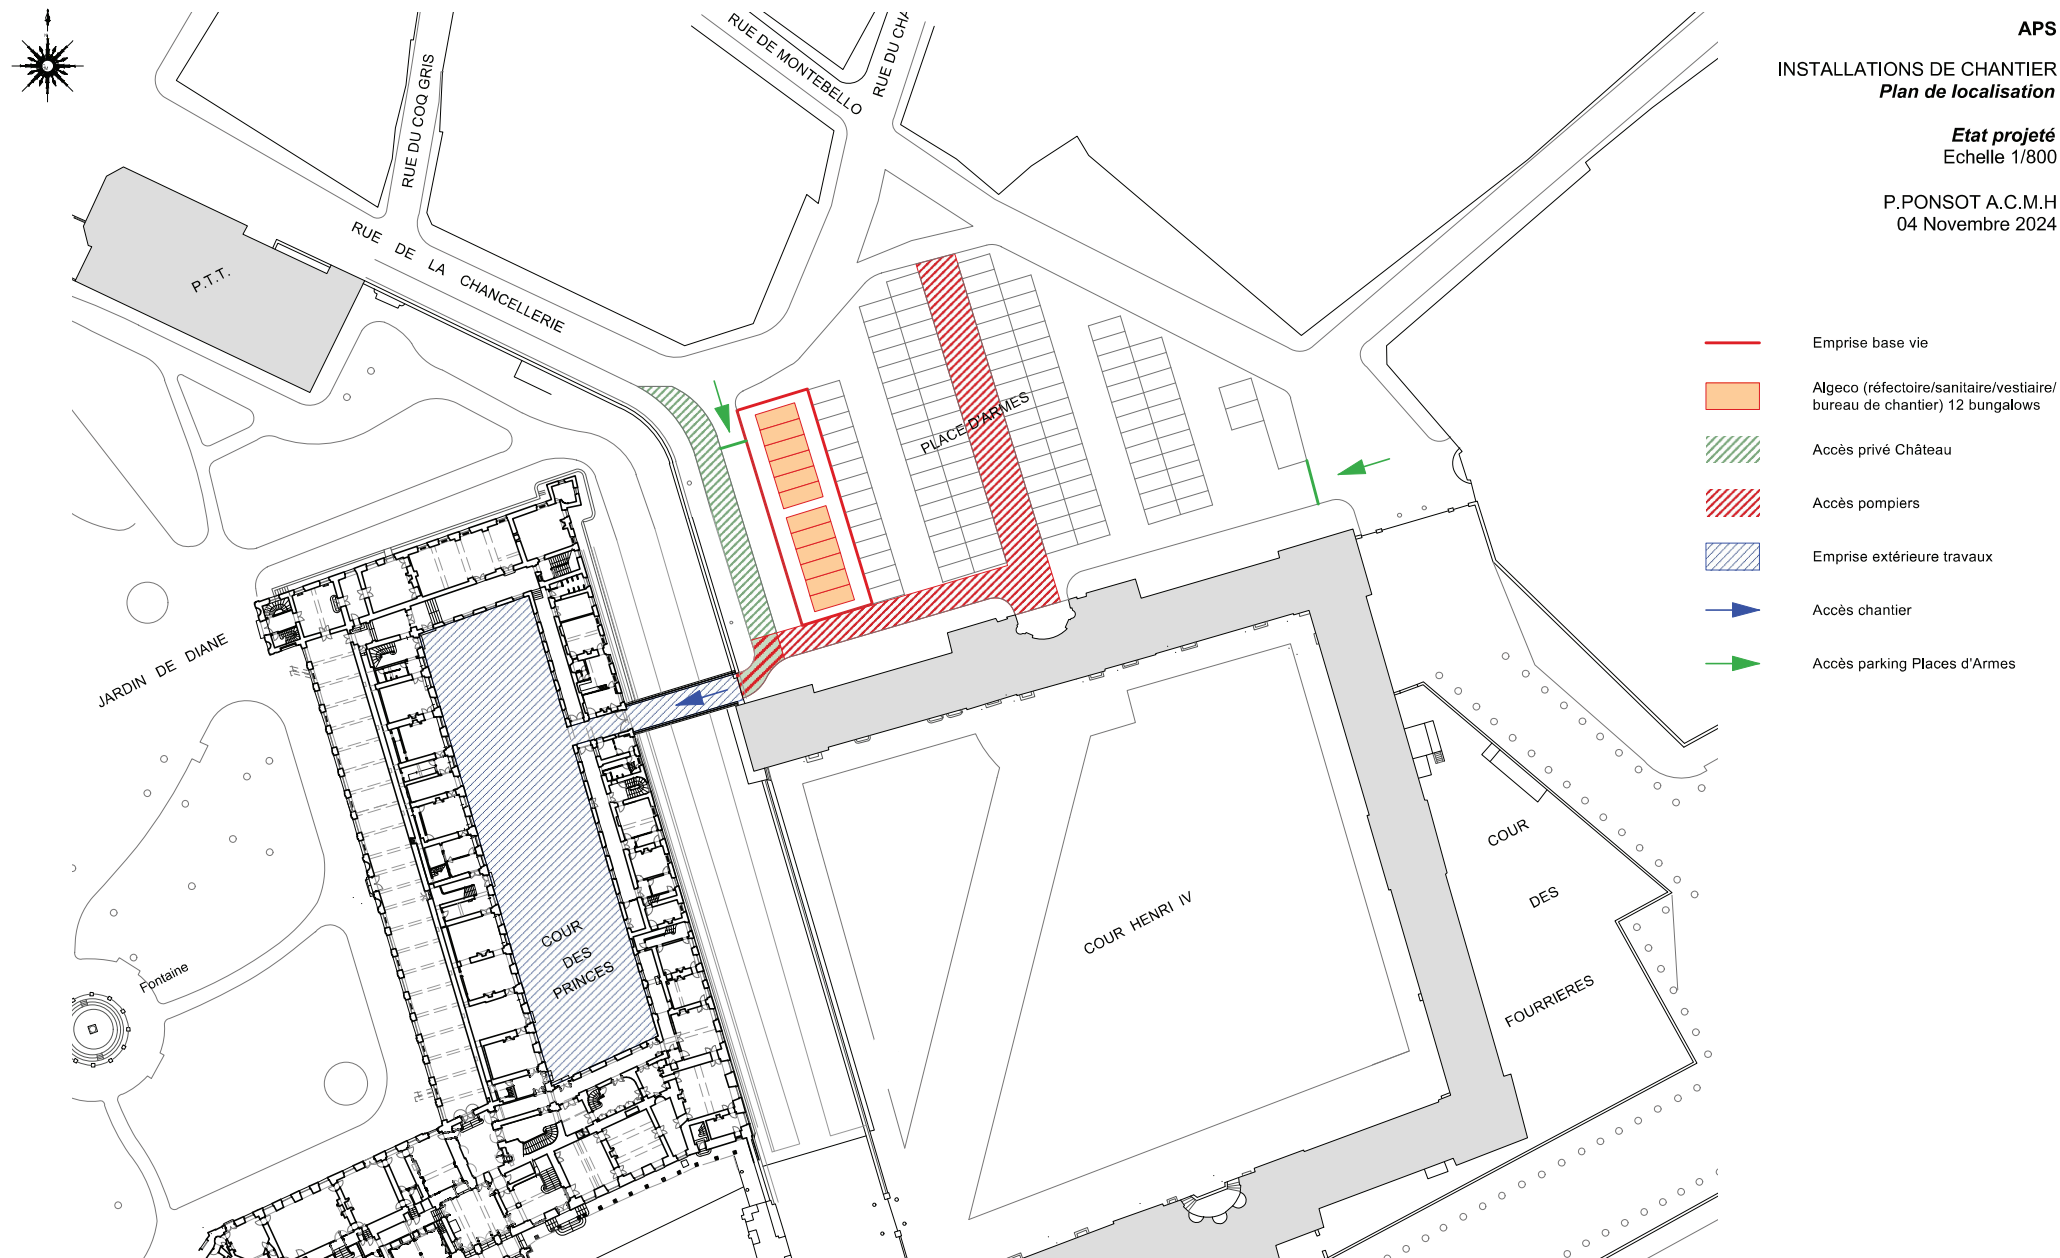 APS
INSTALLATIONS DE CHANTIER
Plan de localisation
Etat projeté
Echelle 1/800
P.PONSOT A.C.M.H
04 Novembre 2024
RUE DU COQ GRIS
RUE DE MONTEBELLO
RUE DU CHA
RUE DE LA CHANCELLERIE
P.T.T.
PLACE D'ARMES
JARDIN DE DIANE
Fontaine
COUR
DES
PRINCES
COUR HENRI IV
COUR
DES
FOURRIERES
Emprise base vie
Algeco (réfectoire/sanitaire/vestiaire/
bureau de chantier) 12 bungalows
Accès privé Château
Accès pompiers
Emprise extérieure travaux
Accès chantier
Accès parking Places d'Armes